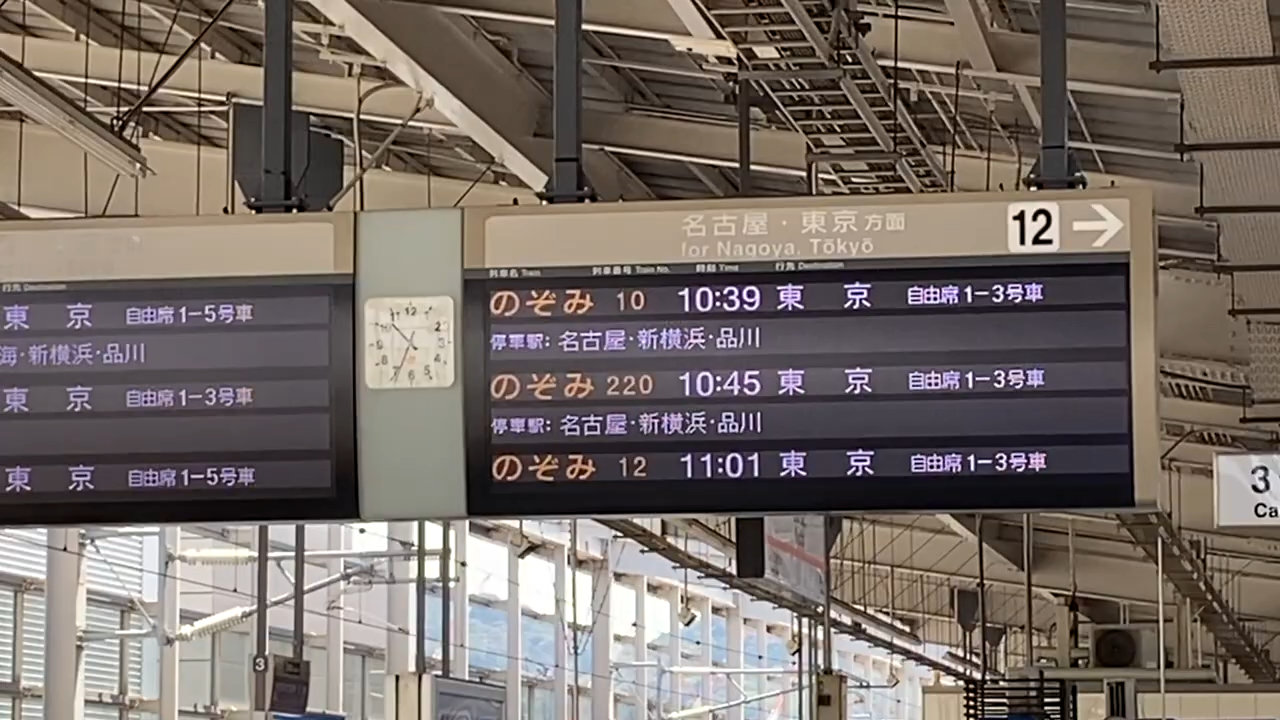 名古屋・東京方面 12
for Nagoya, Tōkyō
列車名 Train 列車番号 Train No. 時刻 Time 行先 Destination
のぞみ 10 10:39 東京 自由席1-3号車
停車駅: 名古屋・新横浜・品川
のぞみ 220 10:45 東京 自由席1-3号車
停車駅: 名古屋・新横浜・品川
のぞみ 12 11:01 東京 自由席1-3号車
行先 Destination
東京 自由席1-5号車
海・新横浜・品川
東京 自由席1-3号車
東京 自由席1-5号車
3
Ca
3